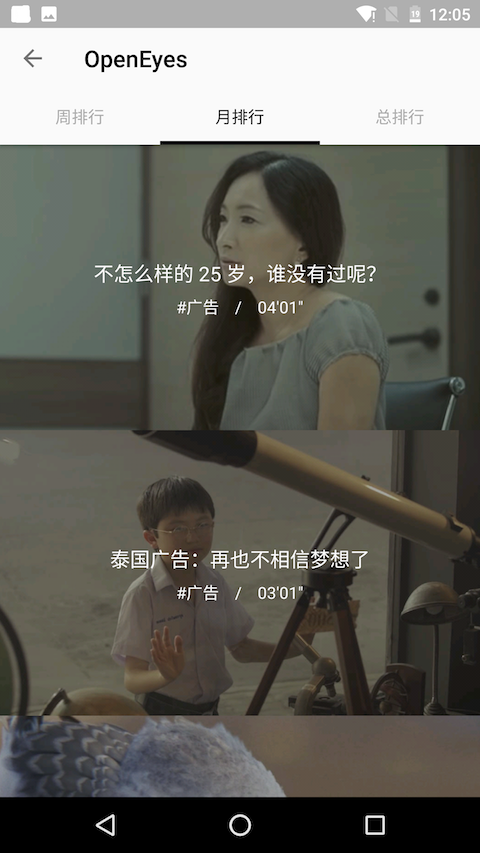 19 12:05
OpenEyes
周排行 月排行 总排行
不怎么样的 25 岁，谁没有过呢？
#广告 / 04'01"
泰国广告：再也不相信梦想了
#广告 / 03'01"